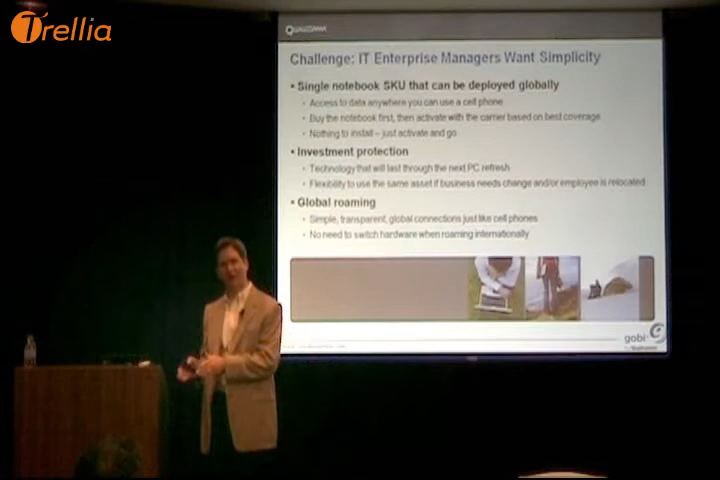 Trellia
QUALCOMM
Challenge: IT Enterprise Managers Want Simplicity
• Single notebook SKU that can be deployed globally
• Access to data anywhere you can use a cell phone
• Buy the notebook first, then activate with the carrier based on best coverage
• Nothing to install – just activate and go
• Investment protection
• Technology that will last through the next PC refresh
• Flexibility to use the same asset if business needs change and/or employee is relocated
• Global roaming
• Simple, transparent, global connections just like cell phones
• No need to switch hardware when roaming internationally
gobi